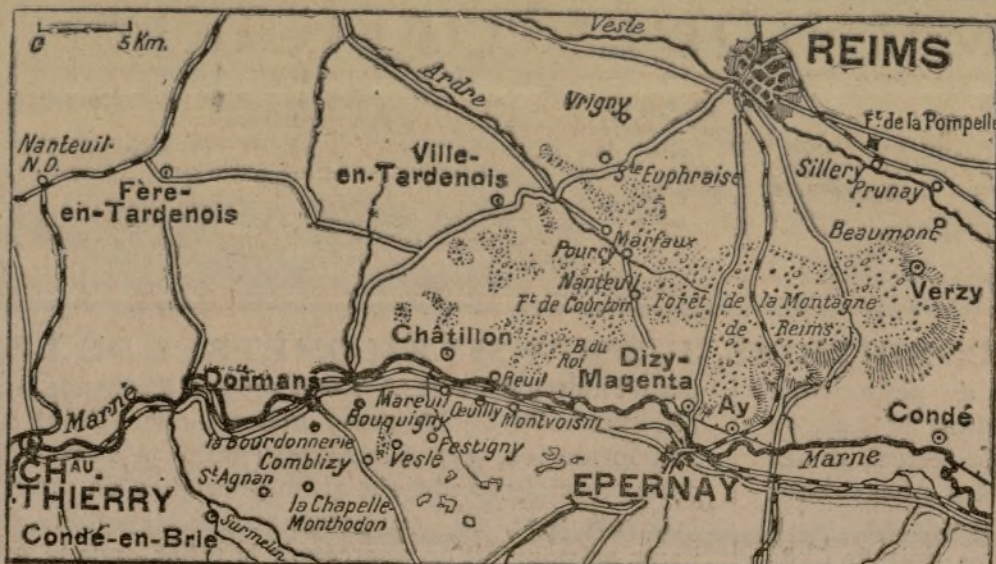 0 5 Km.
Vesle
REIMS
Ardre
Vrigny
Ft. de la Pompelle
Nanteuil-
N.D.
Ville-
en-Tardenois
Ste Euphraise
Sillery
Prunay
Fère-
en-Tardenois
Marfaux
Pourcy
Beaumont
Nanteuil
Verzy
Ft. de Courton
Forêt de la Montagne
de Reims
Châtillon
B. du
Roi
Dizy-
Magenta
Dormans
Reuil
Marne
Mareuil
Oeuilly
Montvoisin
Ay
Condé
Bouquigny
la Bourdonnerie
Festigny
CHAU.
THIERRY
Comblizy
Vesle
Marne
St Agnan
EPERNAY
la Chapelle-
Monthodon
Condé-en-Brie
Surmelin